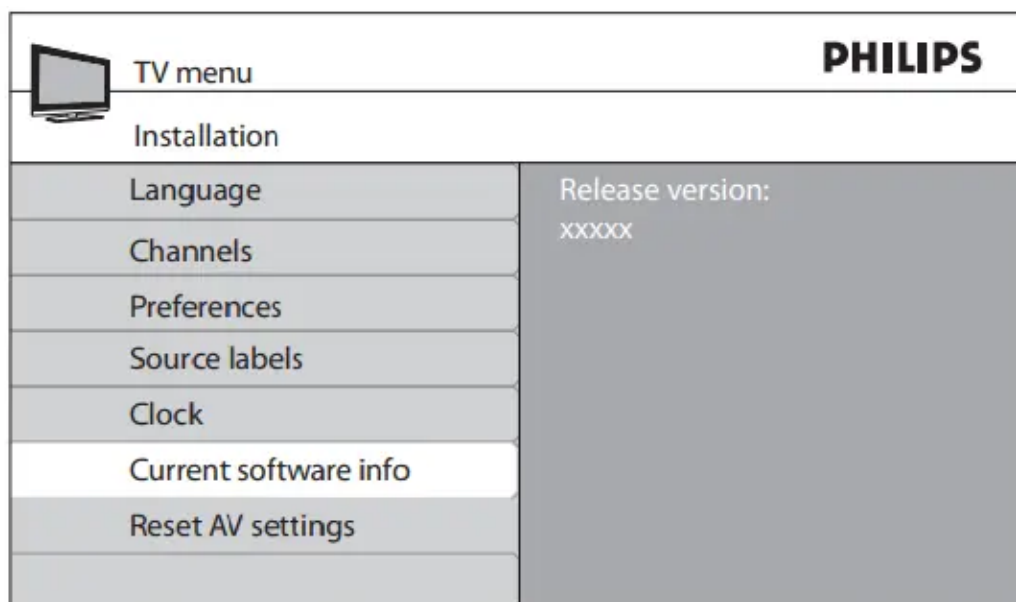 TV menu
PHILIPS
Installation
Language
Channels
Preferences
Source labels
Clock
Current software info
Reset AV settings
Release version:
xxxxx